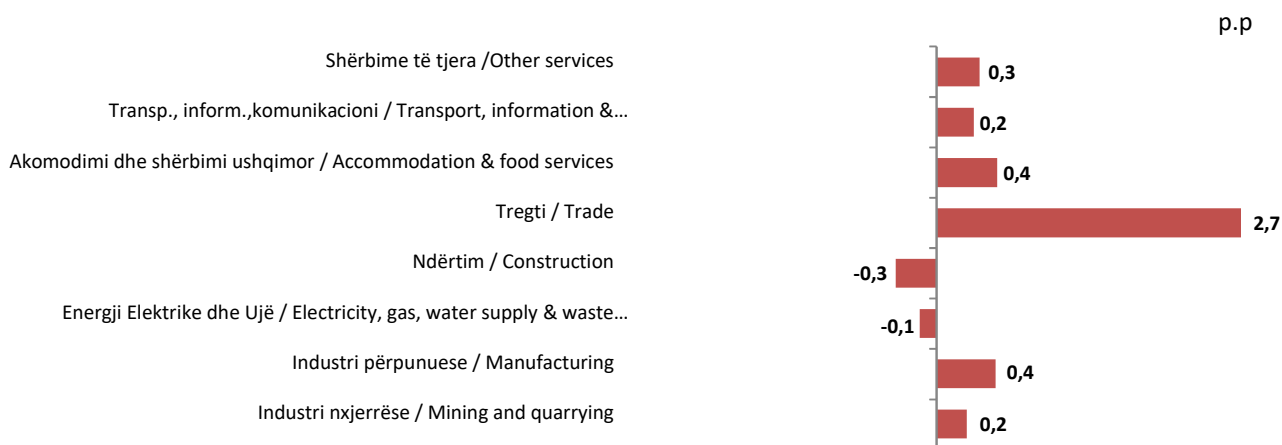 p.p
Shërbime të tjera /Other services
0,3
Transp., inform.,komunikacioni / Transport, information &...
0,2
Akomodimi dhe shërbimi ushqimor / Accommodation & food services
0,4
Tregti / Trade
2,7
Ndërtim / Construction
-0,3
Energji Elektrike dhe Ujë / Electricity, gas, water supply & waste...
-0,1
Industri përpunuese / Manufacturing
0,4
Industri nxjerrëse / Mining and quarrying
0,2